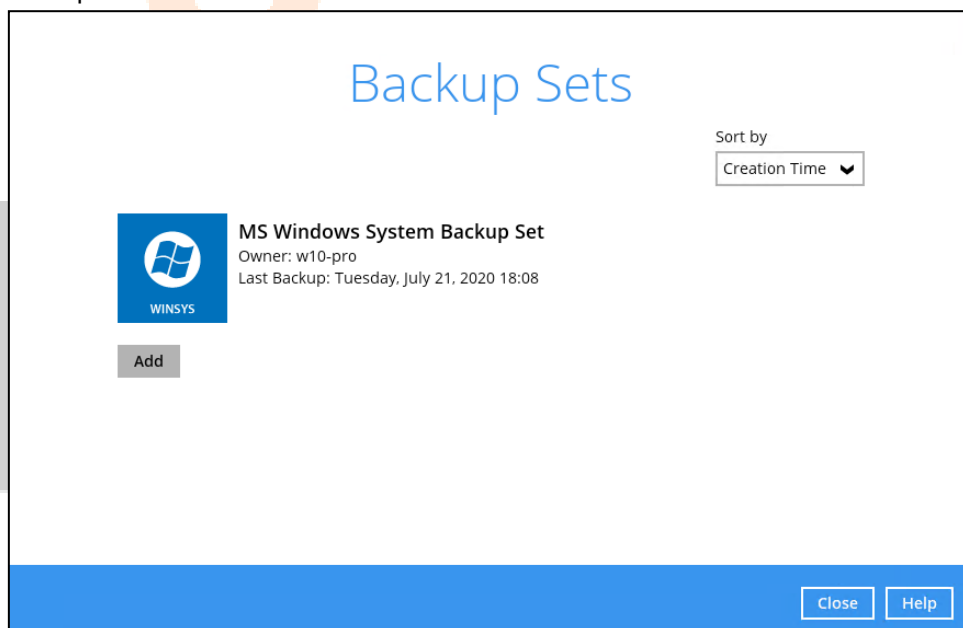 Backup Sets
Sort by
Creation Time
MS Windows System Backup Set
Owner: w10-pro
Last Backup: Tuesday, July 21, 2020 18:08
WINSYS
Add
Close
Help